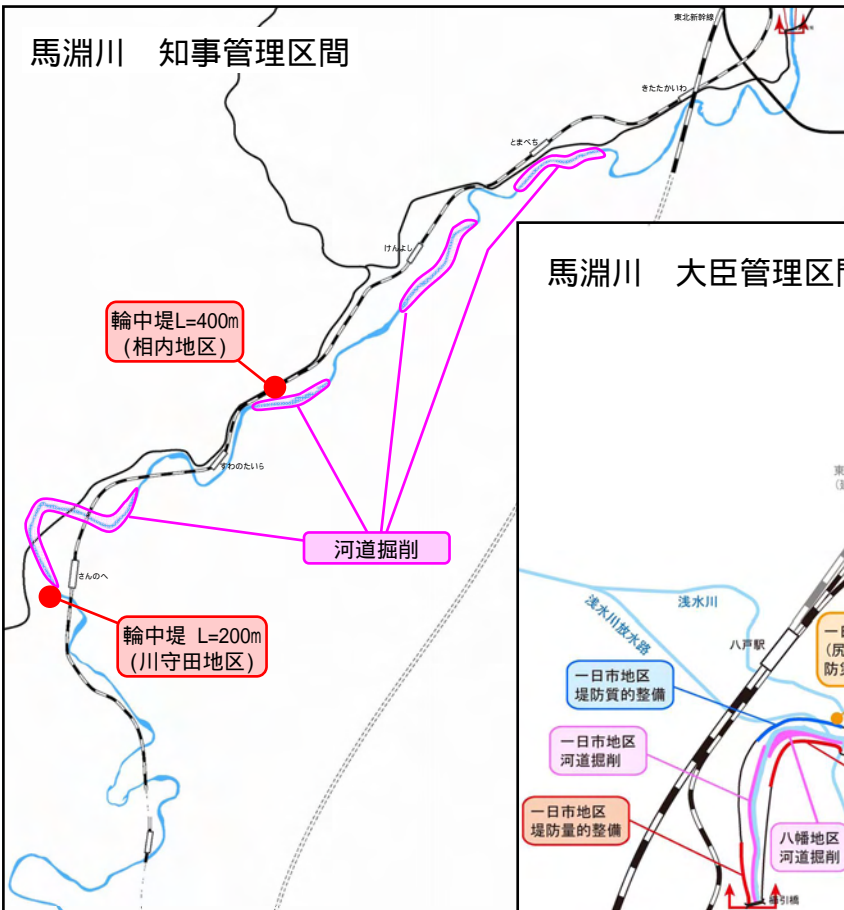 馬淵川　知事管理区間
東北新幹線
きたたかいわ
とまべち
けんよし
輪中堤L=400m
(相内地区)
すわのたいら
河道掘削
さんのへ
輪中堤 L=200m
(川守田地区)
馬淵川　大臣管理区間
浅水川
浅水川放水路
八戸駅
一日市地区
堤防質的整備
一日市地区
河道掘削
一日市地区
堤防量的整備
八幡地区
河道掘削
櫛引橋